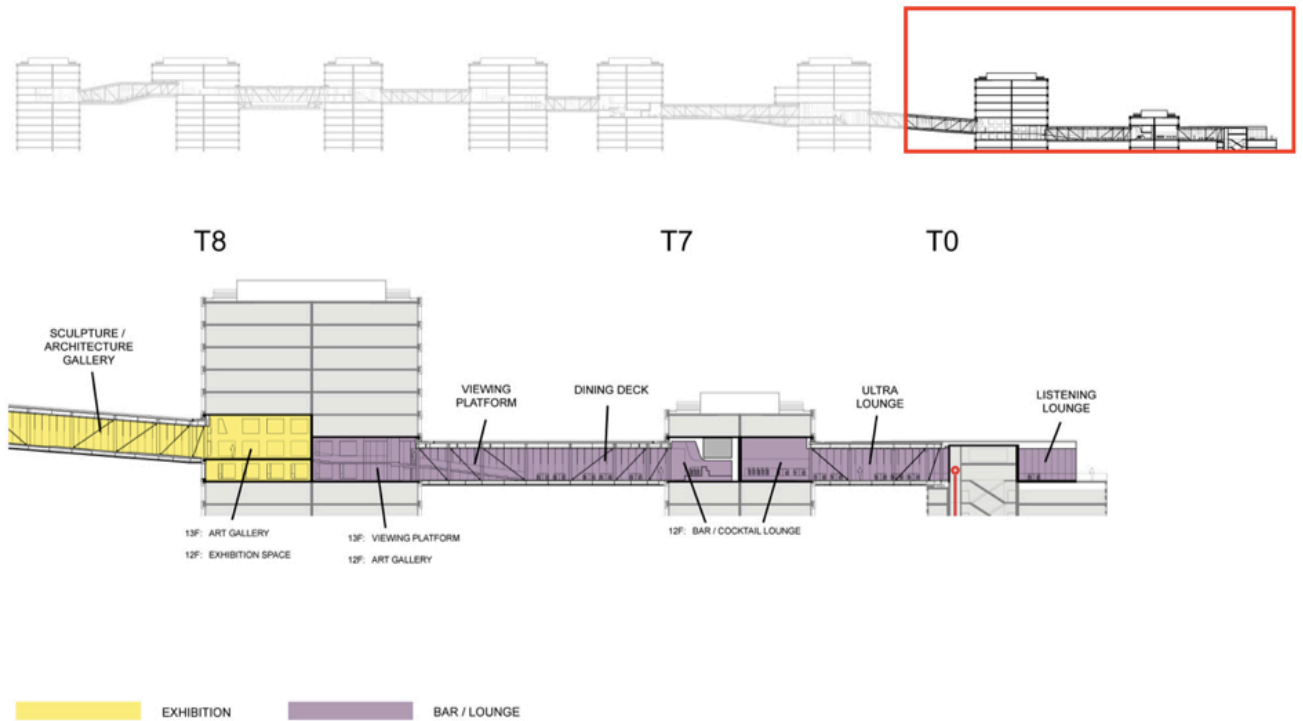 T8
T7
T0
SCULPTURE /
ARCHITECTURE
GALLERY
VIEWING
PLATFORM
DINING DECK
ULTRA
LOUNGE
LISTENING
LOUNGE
13F: ART GALLERY
12F: EXHIBITION SPACE
13F: VIEWING PLATFORM
12F: ART GALLERY
12F: BAR / COCKTAIL LOUNGE
EXHIBITION
BAR / LOUNGE